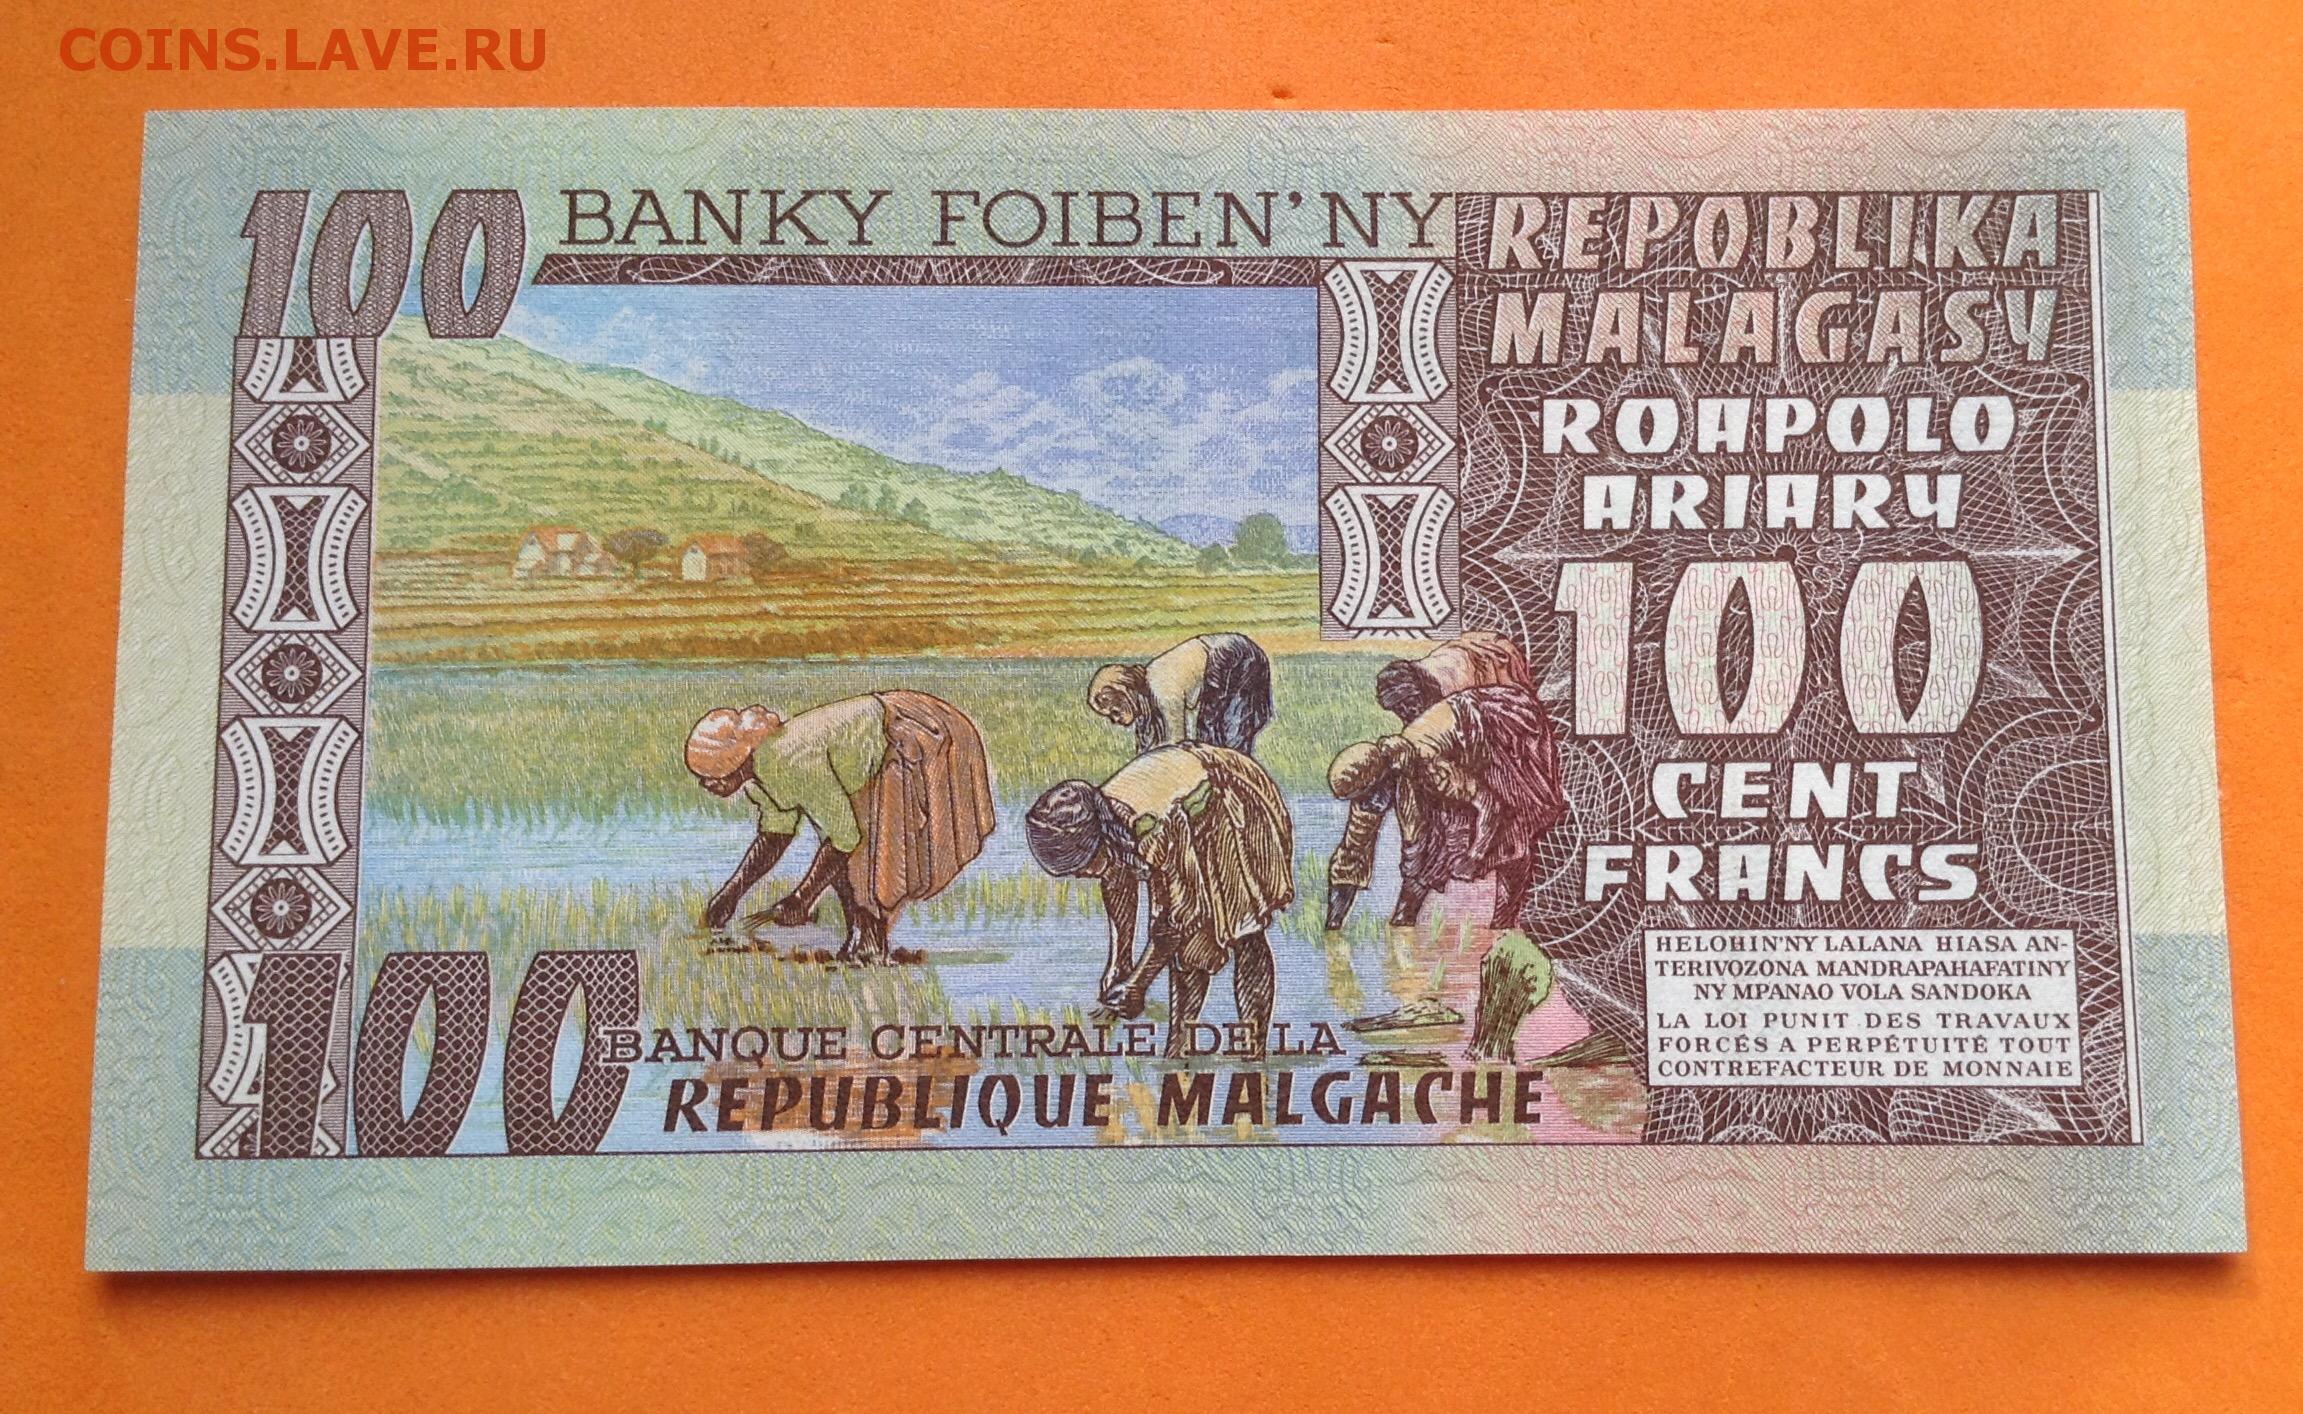 COINS.LAVE.RU
100 BANKY FOIBEN'NY
REPOBLIKA
MALAGASY
ROAPOLO
ARIARY
100
CENT
FRANCS
HELOHIN'NY LALANA HIASA AN-
TERIVOZONA MANDRAPAHAFATINY
NY MPANAO VOLA SANDOKA
LA LOI PUNIT DES TRAVAUX
FORCÉS A PERPÉTUITÉ TOUT
CONTREFACTEUR DE MONNAIE
100
BANQUE CENTRALE DE LA
REPUBLIQUE MALGACHE